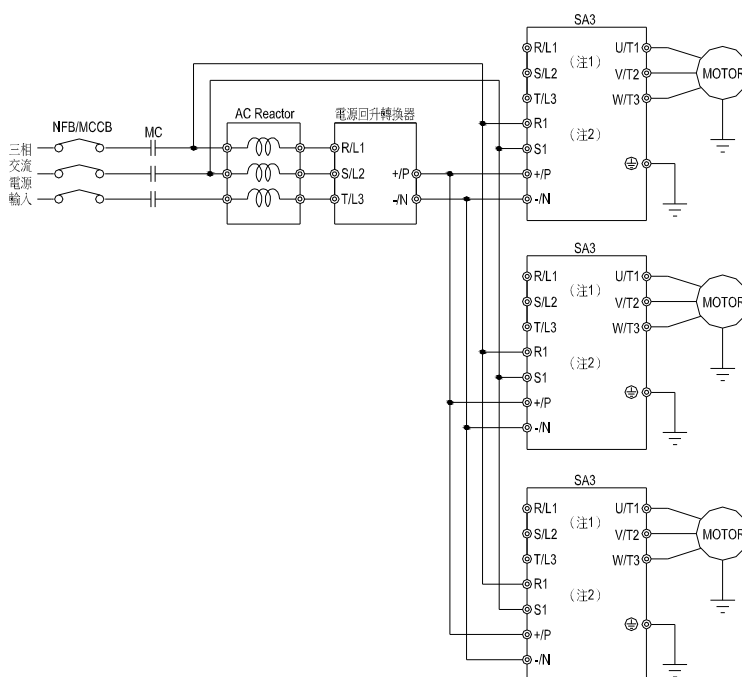 NFB/MCCB
MC
AC Reactor
電源回升轉換器
三相
交流
電源
輸入
R/L1
S/L2
T/L3
+/P
-/N
SA3
R/L1
S/L2
T/L3
R1
S1
+/P
-/N
(注1)
(注2)
U/T1
V/T2
W/T3
MOTOR
SA3
R/L1
S/L2
T/L3
R1
S1
+/P
-/N
(注1)
(注2)
U/T1
V/T2
W/T3
MOTOR
SA3
R/L1
S/L2
T/L3
R1
S1
+/P
-/N
(注1)
(注2)
U/T1
V/T2
W/T3
MOTOR